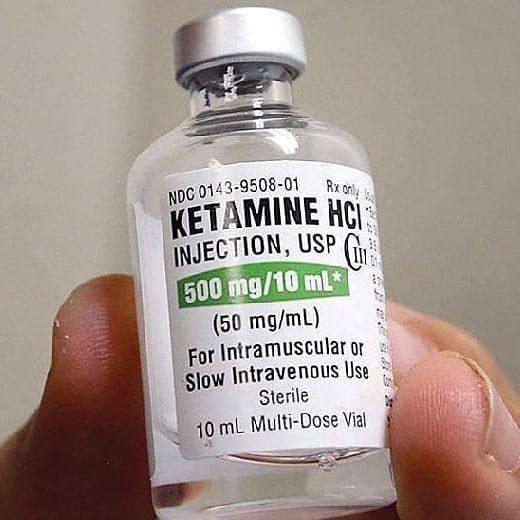 NDC 0143-9508-01 Rx only
KETAMINE HCl
INJECTION, USP CIII
500 mg/10 mL*
(50 mg/mL)
For Intramuscular or
Slow Intravenous Use
Sterile
10 mL Multi-Dose Vial